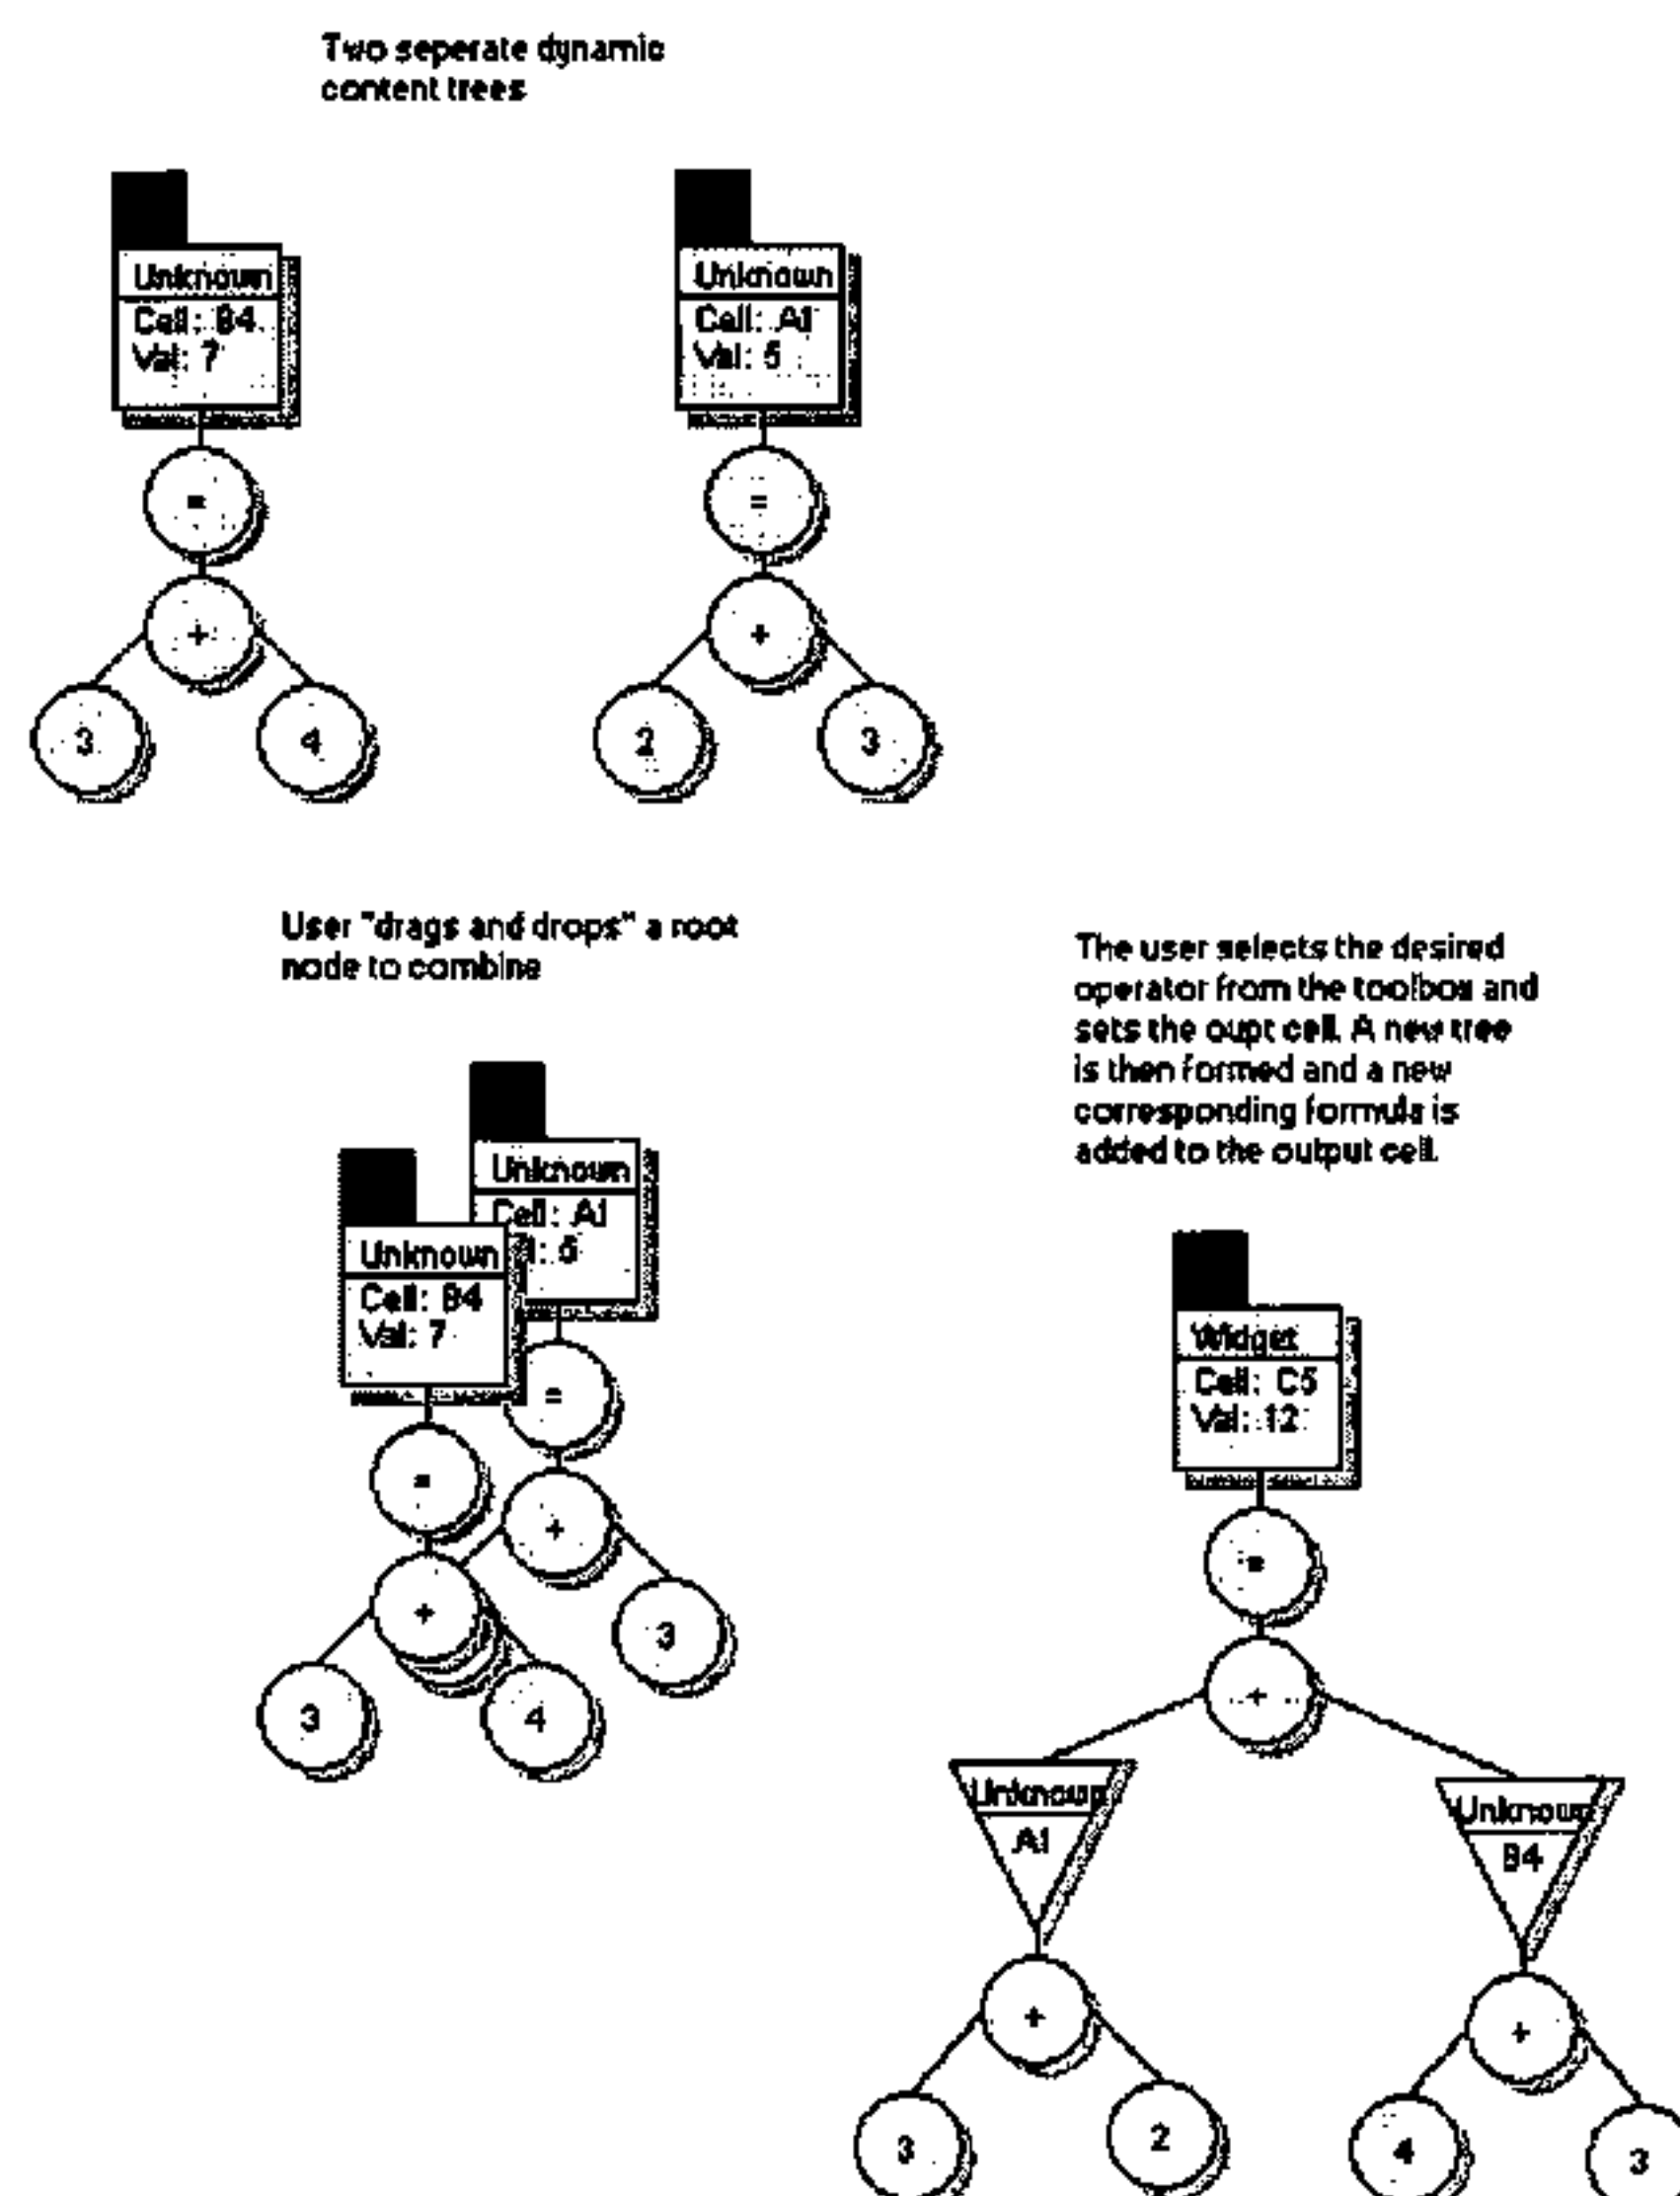 Two seperate dynamic
content trees
Unknown
Cell: B4
Val: 7
=
+
3
4
Unknown
Cell: A1
Val: 5
=
+
2
3
User "drags and drops" a root
node to combine
Unknown
Cell: A1
l: 5
=
+
3
Unknown
Cell: B4
Val: 7
=
+
3
4
The user selects the desired
operator from the toolbox and
sets the oupt cell. A new tree
is then formed and a new
corresponding formula is
added to the output cell.
Widget
Cell: C5
Val: 12
=
+
Unknown
A1
+
3
2
Unknown
B4
+
4
3